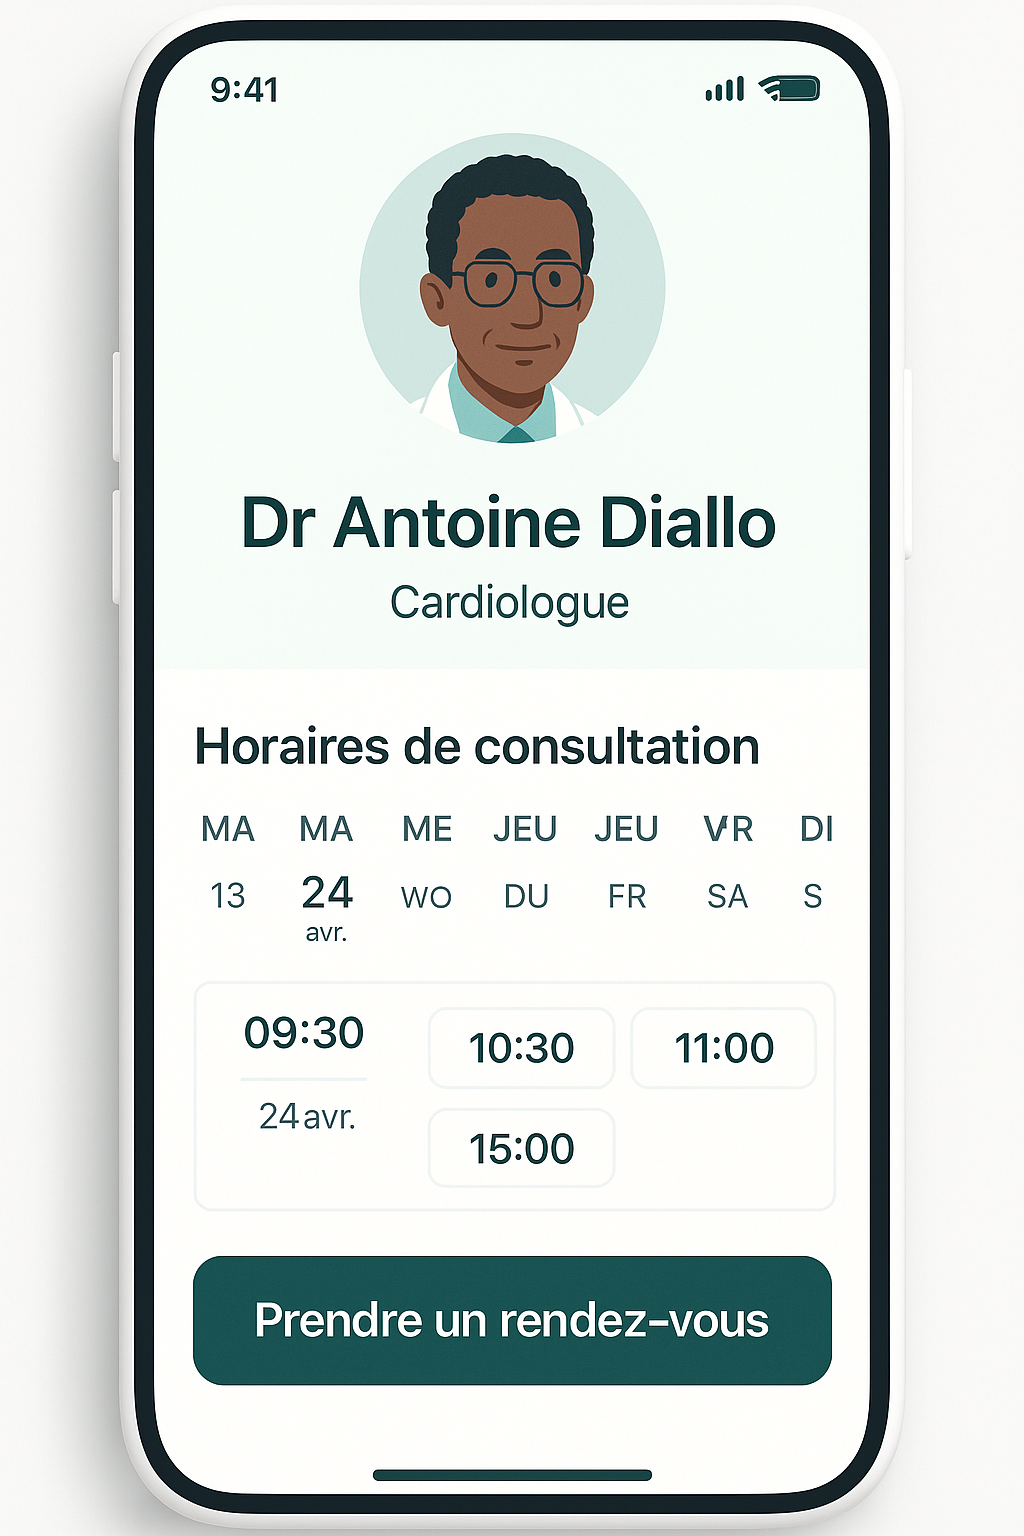 9:41
Dr Antoine Diallo
Cardiologue
Horaires de consultation
MA MA ME JEU JEU VR DI
13 24 WO DU FR SA S
avr.
09:30 10:30 11:00
24 avr.
15:00
Prendre un rendez-vous